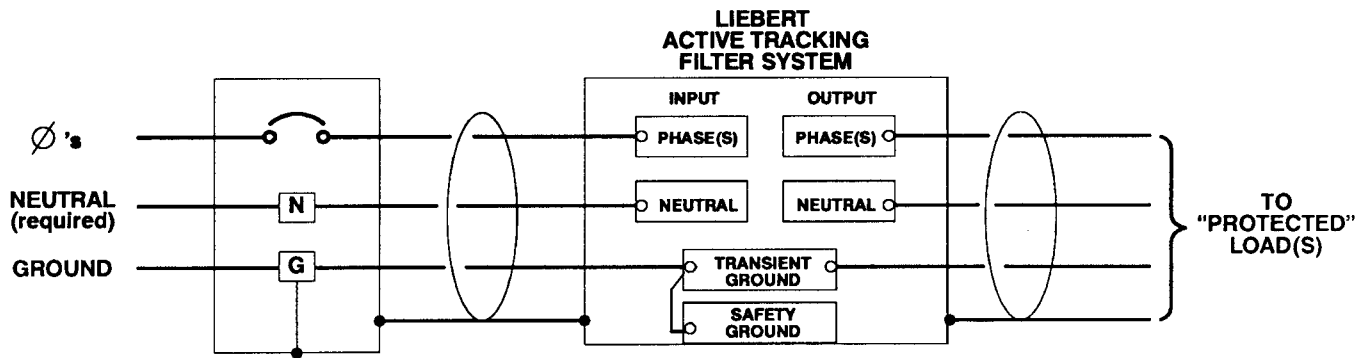 LIEBERT
ACTIVE TRACKING
FILTER SYSTEM
INPUT
OUTPUT
Ø 's
PHASE(S)
PHASE(S)
NEUTRAL
(required)
N
NEUTRAL
NEUTRAL
TO
"PROTECTED"
LOAD(S)
GROUND
G
TRANSIENT
GROUND
SAFETY
GROUND